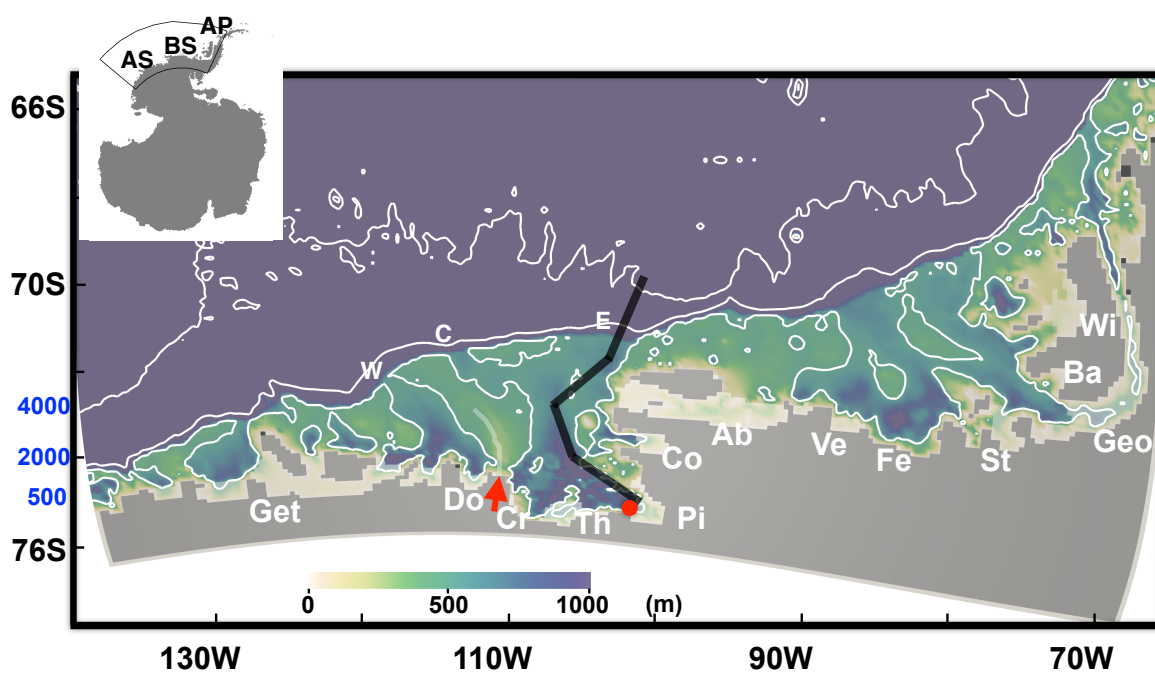 AP
BS
AS
66S
70S
E
C
W
Wi
Ba
4000
Ab
Ve
Geo
2000
Co
Fe
St
500
Do
Get
Cr
Th
Pi
76S
0
500
1000
(m)
130W
110W
90W
70W